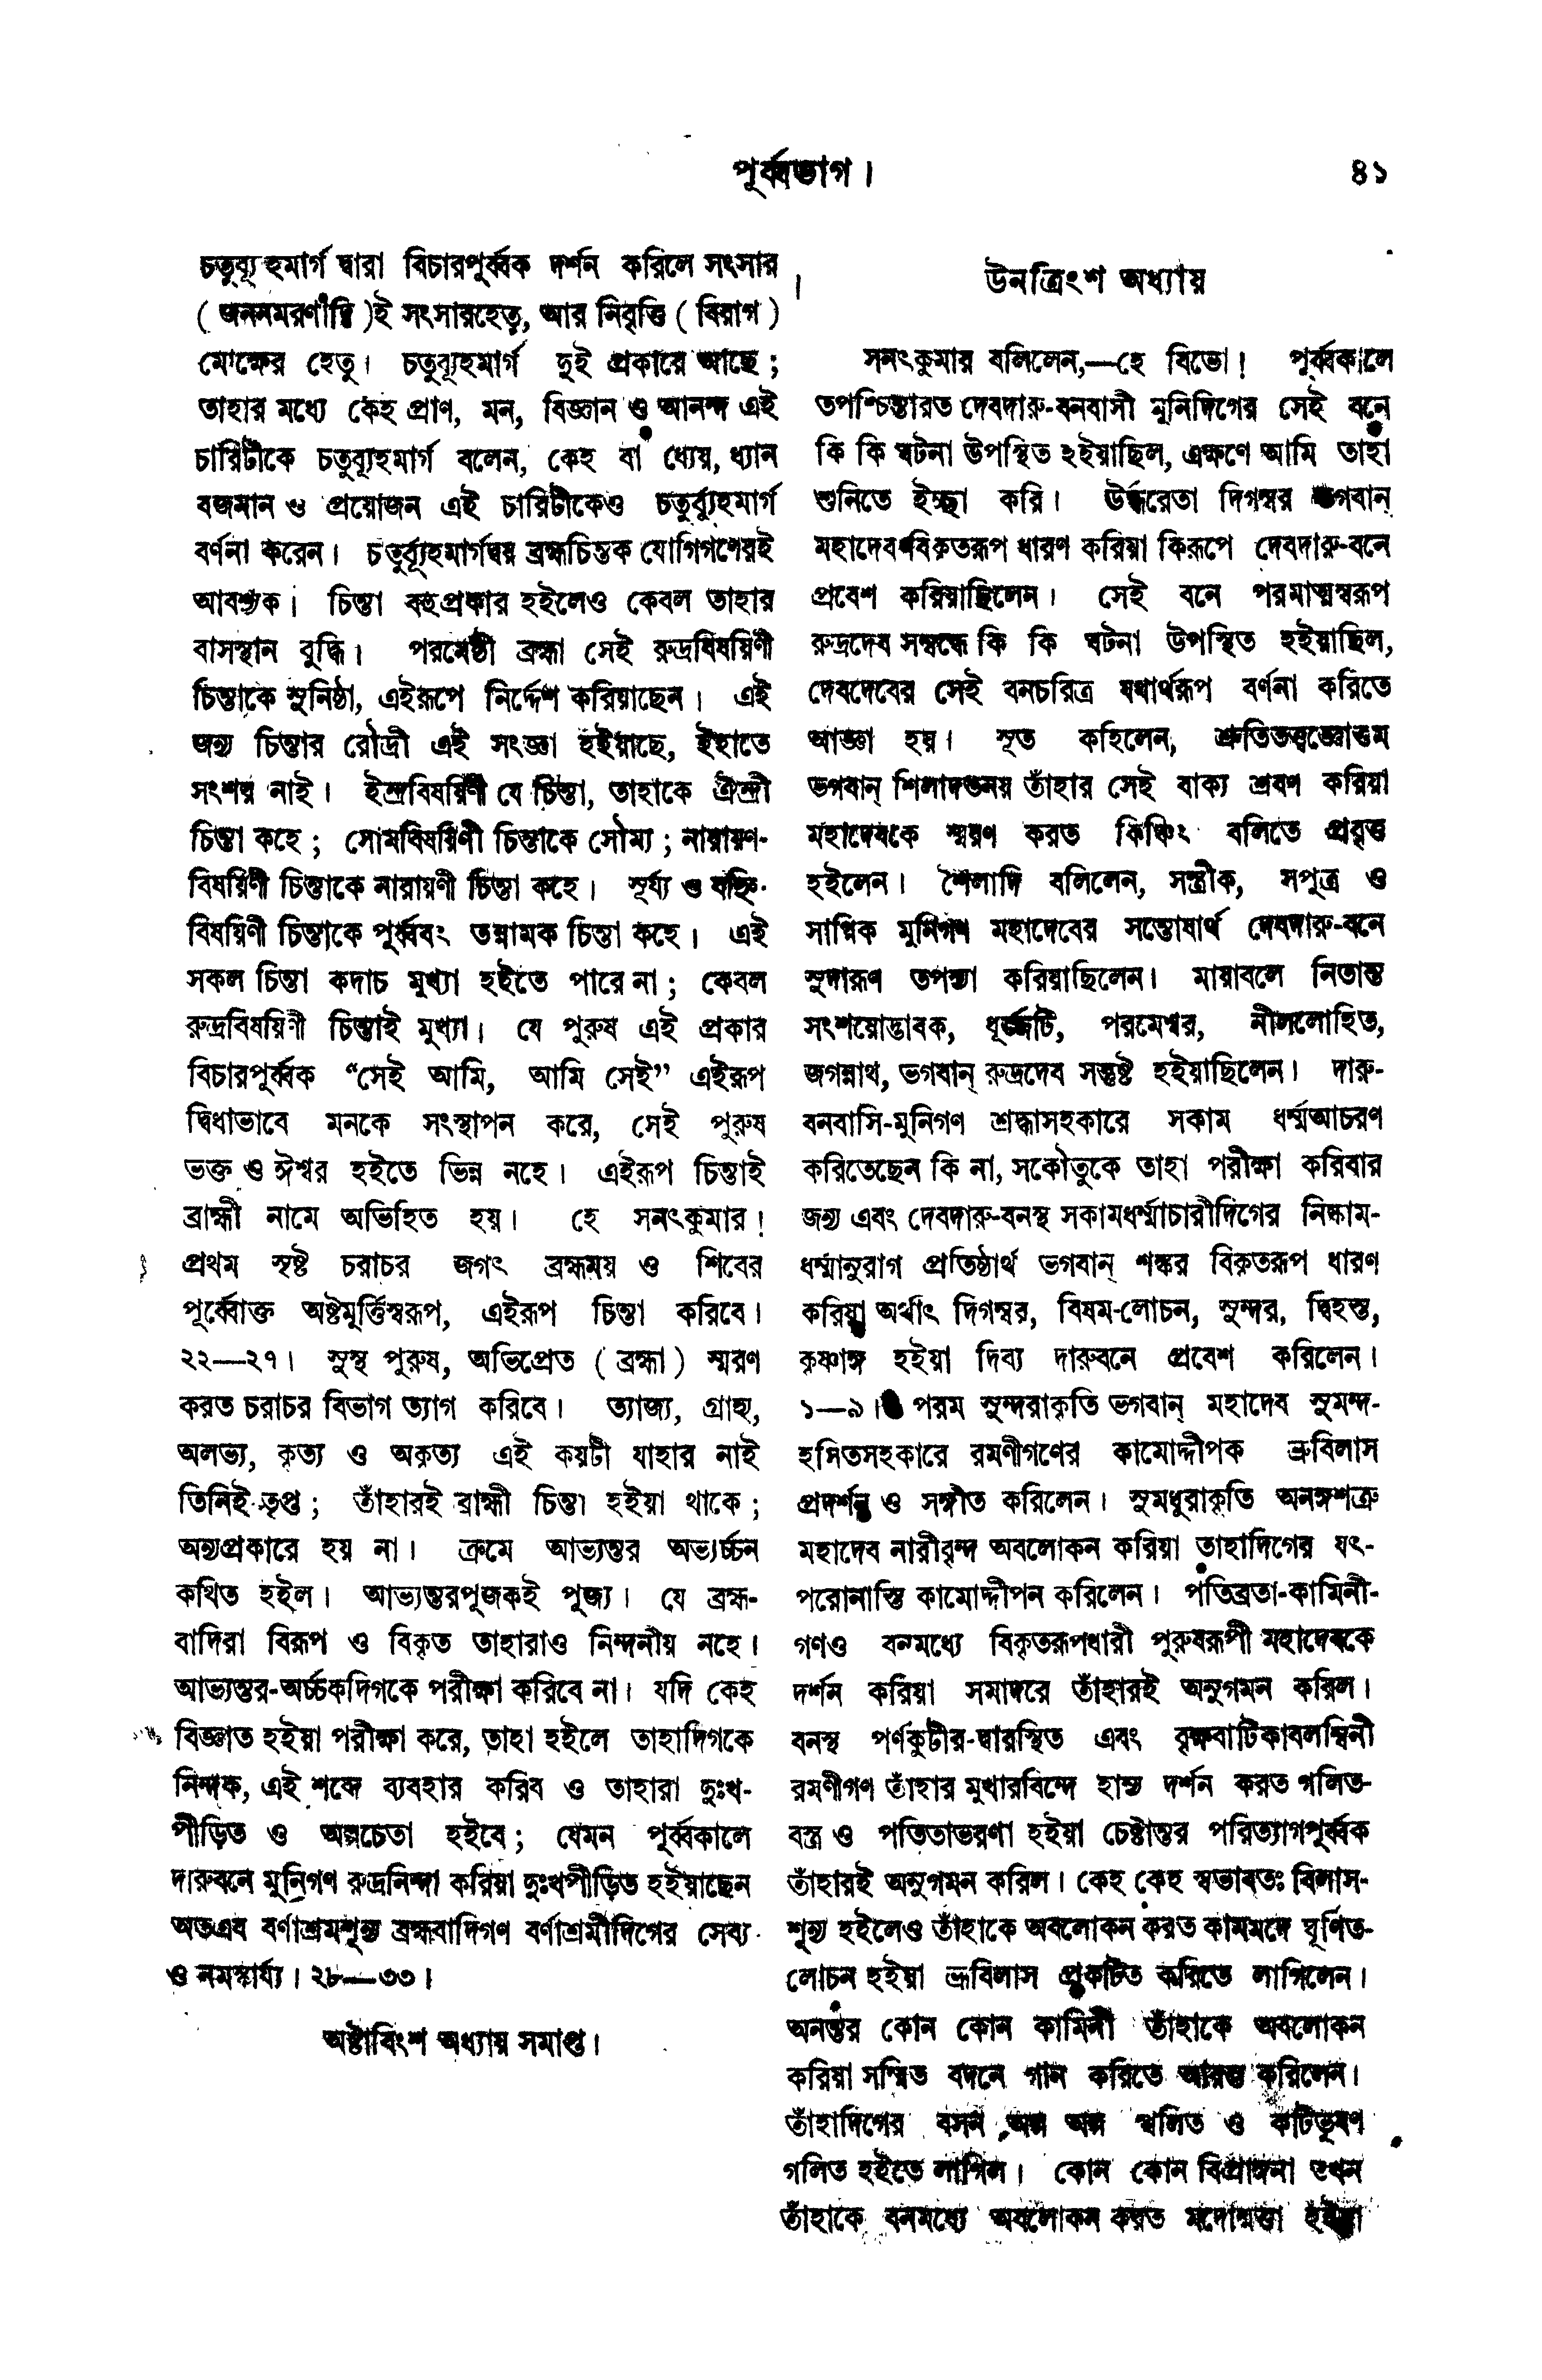 পূর্ব্বভাগ।
৪১
চতুর্ব্যূহমার্গ দ্বারা বিচারপূর্ব্বক দর্শন করিলে সংসার
( জননমরণাদি )ই সংসারহেতু, আর নিবৃত্তি ( বিরাগ )
মোক্ষের হেতু। চতুর্ব্যূহমার্গ দুই প্রকারে আছে ;
তাহার মধ্যে কেহ প্রাণ, মন, বিজ্ঞান ও আনন্দ এই
চারিটীকে চতুর্ব্যূহমার্গ বলেন, কেহ বা ধ্যেয়, ধ্যান
বজমান ও প্রয়োজন এই চারিটীকেও চতুর্ব্যূহমার্গ
বর্ণনা করেন। চতুর্ব্যূহমার্গদ্বয় ব্রহ্মচিন্তক যোগিগণেরই
আবশ্যক। চিন্তা বহুপ্রকার হইলেও কেবল তাহার
বাসস্থান বুদ্ধি। পরমেষ্ঠী ব্রহ্মা সেই রুদ্রবিষয়িণী
চিন্তাকে সুনিষ্ঠা, এইরূপে নির্দ্দেশ করিয়াছেন। এই
জন্য চিন্তার রৌদ্রী এই সংজ্ঞা হইয়াছে, ইহাতে
সংশয় নাই। ইন্দ্রবিষয়িণী যে চিন্তা, তাহাকে ঐন্দ্রী
চিন্তা কহে ; সোমবিষয়িণী চিন্তাকে সৌম্য ; নারায়ণ-
বিষয়িণী চিন্তাকে নারায়ণী চিন্তা কহে। সূর্য্য ও বহ্নি-
বিষয়িণী চিন্তাকে পূর্ব্ববৎ তন্নামক চিন্তা কহে। এই
সকল চিন্তা কদাচ মুখ্যা হইতে পারে না ; কেবল
রুদ্রবিষয়িণী চিন্তাই মুখ্যা। যে পুরুষ এই প্রকার
বিচারপূর্ব্বক “সেই আমি, আমি সেই” এইরূপ
দ্বিধাভাবে মনকে সংস্থাপন করে, সেই পুরুষ
ভক্ত ও ঈশ্বর হইতে ভিন্ন নহে। এইরূপ চিন্তাই
ব্রাহ্মী নামে অভিহিত হয়। হে সনৎকুমার!
প্রথম সৃষ্ট চরাচর জগৎ ব্রহ্মময় ও শিবের
পূর্ব্বোক্ত অষ্টমূর্ত্তিস্বরূপ, এইরূপ চিন্তা করিবে।
২২—২৭। সুস্থ পুরুষ, অভিপ্রেত ( ব্রহ্মা ) স্মরণ
করত চরাচর বিভাগ ত্যাগ করিবে। ত্যাজ্য, গ্রাহ্য,
অলভ্য, কৃত্য ও অকৃত্য এই কয়টী যাহার নাই
তিনিই তৃপ্ত ; তাঁহারই ব্রাহ্মী চিন্তা হইয়া থাকে ;
অন্যপ্রকারে হয় না। ক্রমে আভ্যন্তর অভ্যর্চ্চন
কথিত হইল। আভ্যন্তরপূজকই পূজ্য। যে ব্রহ্ম-
বাদিরা বিরূপ ও বিকৃত তাহারাও নিন্দনীয় নহে।
আভ্যন্তর-অর্চ্চকদিগকে পরীক্ষা করিবে না। যদি কেহ
বিজ্ঞাত হইয়া পরীক্ষা করে, তাহা হইলে তাহাদিগকে
নিন্দক, এই শব্দে ব্যবহার করিব ও তাহারা দুঃখ-
পীড়িত ও অল্পচেতা হইবে ; যেমন পূর্ব্বকালে
দারুবনে মুনিগণ রুদ্রনিন্দা করিয়া দুঃখপীড়িত হইয়াছেন
অতএব বর্ণাশ্রমশূন্য ব্রহ্মবাদিগণ বর্ণাশ্রমীদিগের সেব্য
ও নমস্কার্য্য। ২৮—৩৩।
অষ্টাবিংশ অধ্যায় সমাপ্ত।
উনত্রিংশ অধ্যায়
সনৎকুমার বলিলেন,—হে বিভো! পূর্ব্বকালে
তপশ্চিন্তারত দেবদারু-বনবাসী মুনিদিগের সেই বনে
কি কি ঘটনা উপস্থিত হইয়াছিল, এক্ষণে আমি তাহা
শুনিতে ইচ্ছা করি। ঊর্দ্ধরেতা দিগম্বর ভগবান্
মহাদেব বিকৃতরূপ ধারণ করিয়া কিরূপে দেবদারু-বনে
প্রবেশ করিয়াছিলেন। সেই বনে পরমাত্মস্বরূপ
রুদ্রদেব সম্বন্ধে কি কি ঘটনা উপস্থিত হইয়াছিল,
দেবদেবের সেই বনচরিত্র যথার্থরূপ বর্ণনা করিতে
আজ্ঞা হয়। সূত কহিলেন, শ্রুতিতত্ত্বজ্ঞোত্তম
ভগবান্ শিলাদতনয় তাঁহার সেই বাক্য শ্রবণ করিয়া
মহাদেবকে স্মরণ করত কিঞ্চিৎ বলিতে প্রবৃত্ত
হইলেন। শৈলাদি বলিলেন, সস্ত্রীক, সপুত্র ও
সাগ্নিক মুনিগণ মহাদেবের সন্তোষার্থ দেবদারু-বনে
সুদারুণ তপস্যা করিয়াছিলেন। মায়াবলে নিতান্ত
সংশয়োদ্ভাবক, ধূর্জ্জটি, পরমেশ্বর, নীললোহিত,
জগন্নাথ, ভগবান্ রুদ্রদেব সন্তুষ্ট হইয়াছিলেন। দারু-
বনবাসি-মুনিগণ শ্রদ্ধাসহকারে সকাম ধর্ম্মআচরণ
করিতেছেন কি না, সকৌতুকে তাহা পরীক্ষা করিবার
জন্য এবং দেবদারু-বনস্থ সকামধর্ম্মাচারীদিগের নিষ্কাম-
ধর্ম্মানুরাগ প্রতিষ্ঠার্থ ভগবান্ শঙ্কর বিকৃতরূপ ধারণ
করিয়া অর্থাৎ দিগম্বর, বিষম-লোচন, সুন্দর, দ্বিহস্ত,
কৃষ্ণাঙ্গ হইয়া দিব্য দারুবনে প্রবেশ করিলেন।
১—৯। পরম সুন্দরাকৃতি ভগবান্ মহাদেব সুমন্দ-
হসিতসহকারে রমণীগণের কামোদ্দীপক ভ্রূবিলাস
প্রদর্শন ও সঙ্গীত করিলেন। সুমধুরাকৃতি অনঙ্গশত্রু
মহাদেব নারীবৃন্দ অবলোকন করিয়া তাহাদিগের যৎ-
পরোনাস্তি কামোদ্দীপন করিলেন। পতিব্রতা-কামিনী-
গণও বনমধ্যে বিকৃতরূপধারী পুরুষরূপী মহাদেবকে
দর্শন করিয়া সমাদরে তাঁহারই অনুগমন করিল।
বনস্থ পর্ণকুটীর-দ্বারস্থিত এবং বৃক্ষবাটিকাবলম্বিনী
রমণীগণ তাঁহার মুখারবিন্দে হাস্য দর্শন করত গলিত-
বস্ত্র ও পতিতাভরণা হইয়া চেষ্টান্তর পরিত্যাগপূর্ব্বক
তাঁহারই অনুগমন করিল। কেহ কেহ স্বভাবতঃ বিলাস-
শূন্য হইলেও তাঁহাকে অবলোকন করত কামমদে ঘূর্ণিত-
লোচন হইয়া ভ্রূবিলাস প্রকটিত করিতে লাগিলেন।
অনন্তর কোন কোন কামিনী তাঁহাকে অবলোকন
করিয়া সস্মিত বদনে গান করিতে আরম্ভ করিলেন।
তাঁহাদিগের বসন অল্প অল্প স্খলিত ও কটিভূষণ
গলিত হইতে লাগিল। কোন কোন বিপ্রাঙ্গনা তখন
তাঁহাকে বনমধ্যে অবলোকন করত মদোন্মত্তা হইয়া